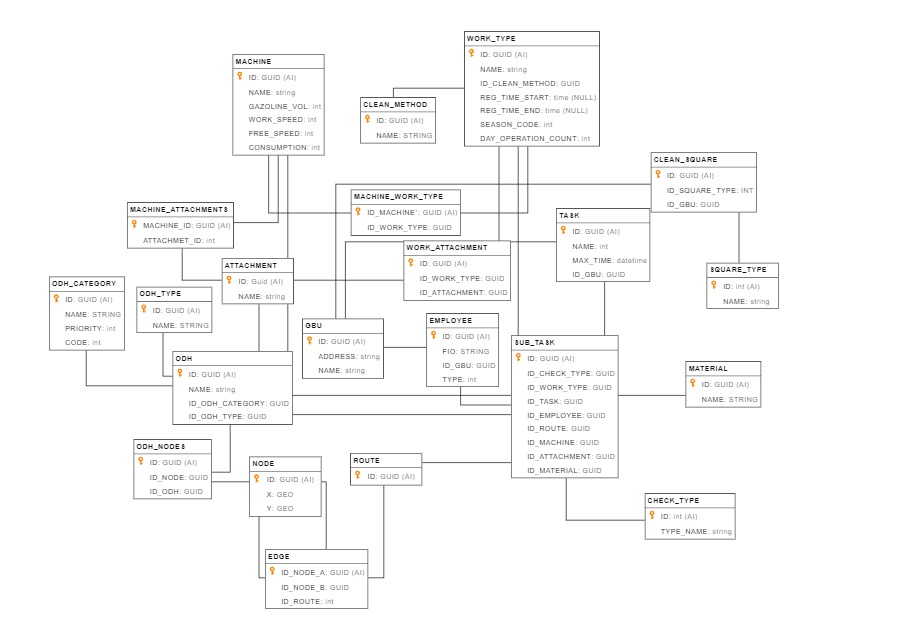 WORK_TYPE
ID: GUID (AI)
NAME: string
ID_CLEAN_METHOD: GUID
REG_TIME_START: time (NULL)
REG_TIME_END: time (NULL)
SEASON_CODE: int
DAY_OPERATION_COUNT: int
MACHINE
ID: GUID (AI)
NAME: string
GAZOLINE_VOL: int
WORK_SPEED: int
FREE_SPEED: int
CONSUMPTION: int
CLEAN_METHOD
ID: GUID (AI)
NAME: STRING
CLEAN_SQUARE
ID: GUID (AI)
ID_SQUARE_TYPE: INT
ID_GBU: GUID
MACHINE_WORK_TYPE
ID_MACHINE`: GUID (AI)
ID_WORK_TYPE: GUID
MACHINE_ATTACHMENTS
MACHINE_ID: GUID (AI)
ATTACHMET_ID: int
TASK
ID: GUID (AI)
NAME: int
MAX_TIME: datetime
ID_GBU: GUID
WORK_ATTACHMENT
ID: GUID (AI)
ID_WORK_TYPE: GUID
ID_ATTACHMENT: GUID
ATTACHMENT
ID: Guid (AI)
NAME: string
SQUARE_TYPE
ID: int (AI)
NAME: string
ODH_CATEGORY
ID: GUID (AI)
NAME: STRING
PRIORITY: int
CODE: int
ODH_TYPE
ID: GUID (AI)
NAME: STRING
GBU
ID: GUID (AI)
ADDRESS: string
NAME: string
EMPLOYEE
ID: GUID (AI)
FIO: STRING
ID_GBU: GUID
TYPE: int
SUB_TASK
ID: GUID (AI)
ID_CHECK_TYPE: GUID
ID_WORK_TYPE: GUID
ID_TASK: GUID
ID_EMPLOYEE: GUID
ID_ROUTE: GUID
ID_MACHINE: GUID
ID_ATTACHMENT: GUID
ID_MATERIAL: GUID
ODH
ID: GUID (AI)
NAME: string
ID_ODH_CATEGORY: GUID
ID_ODH_TYPE: GUID
MATERIAL
ID: GUID (AI)
NAME: STRING
ODH_NODES
ID: GUID (AI)
ID_NODE: GUID
ID_ODH: GUID
NODE
ID: GUID (AI)
X: GEO
Y: GEO
ROUTE
ID: GUID (AI)
CHECK_TYPE
ID: int (AI)
TYPE_NAME: string
EDGE
ID_NODE_A: GUID (AI)
ID_NODE_B: GUID
ID_ROUTE: int